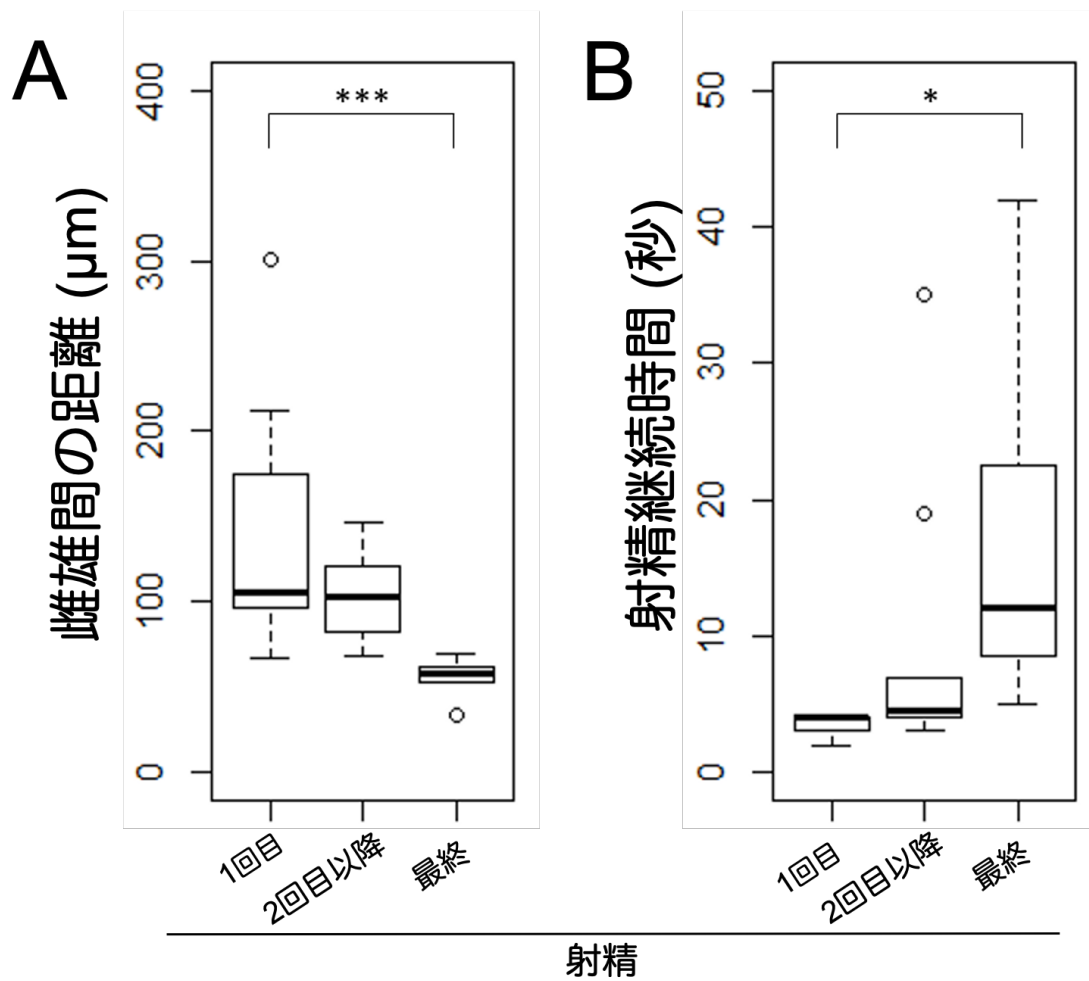 A
雌雄間の距離 (µm)
400
300
200
100
0
***
1回目
2回目以降
最終
B
射精継続時間 (秒)
50
40
30
20
10
0
*
1回目
2回目以降
最終
射精